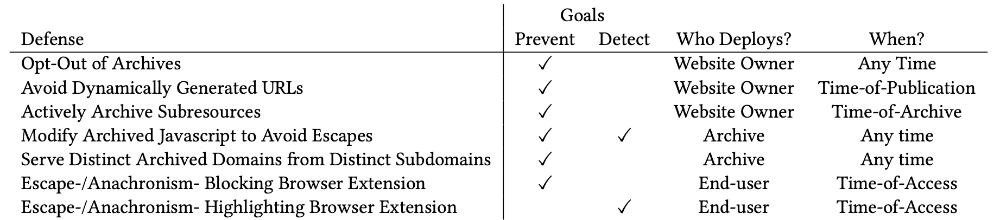 Goals
Defense Prevent Detect Who Deploys? When?
Opt-Out of Archives ✓ Website Owner Any Time
Avoid Dynamically Generated URLs ✓ Website Owner Time-of-Publication
Actively Archive Subresources ✓ Website Owner Time-of-Archive
Modify Archived Javascript to Avoid Escapes ✓ ✓ Archive Any time
Serve Distinct Archived Domains from Distinct Subdomains ✓ Archive Any time
Escape-/Anachronism- Blocking Browser Extension ✓ End-user Time-of-Access
Escape-/Anachronism- Highlighting Browser Extension ✓ End-user Time-of-Access